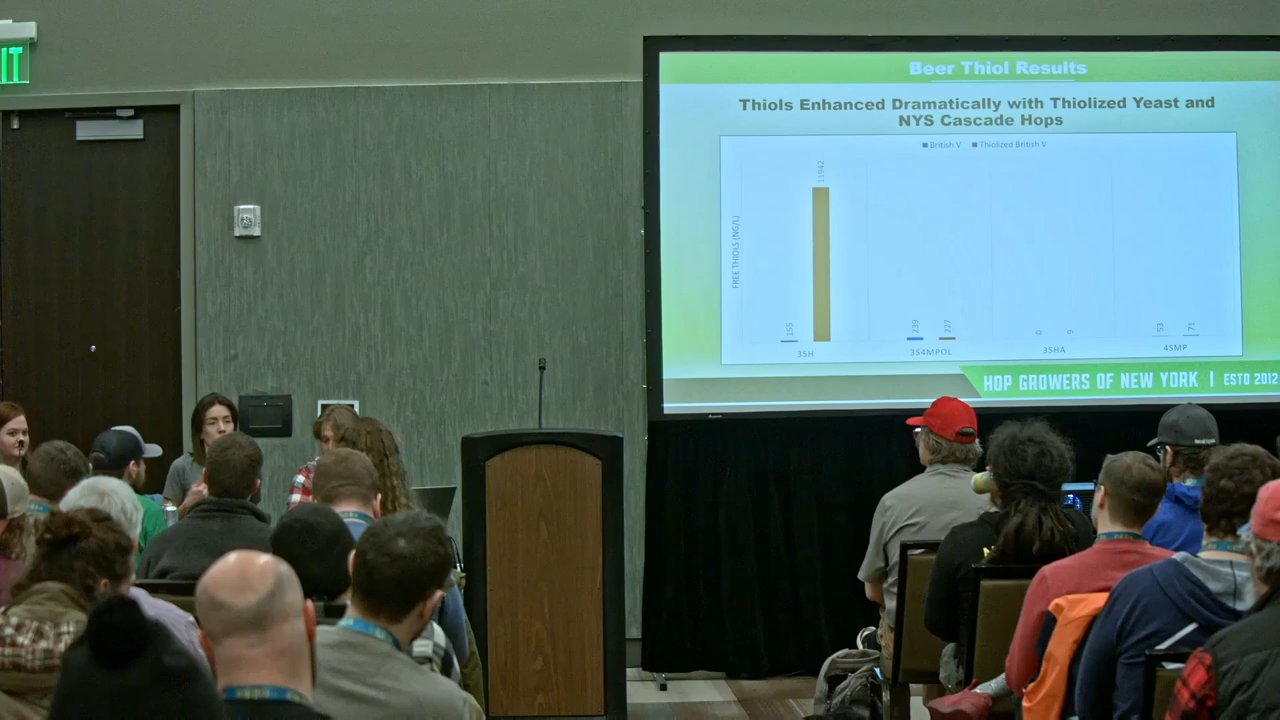 IT
Beer Thiol Results
Thiols Enhanced Dramatically with Thiolized Yeast and
NYS Cascade Hops
British V Thiolized British V
FREE THIOLS (NG/L)
155
11942
239
227
0
9
53
71
3SH 3S4MPOL 3SHA 4SMP
HOP GROWERS OF NEW YORK | ESTD 2012